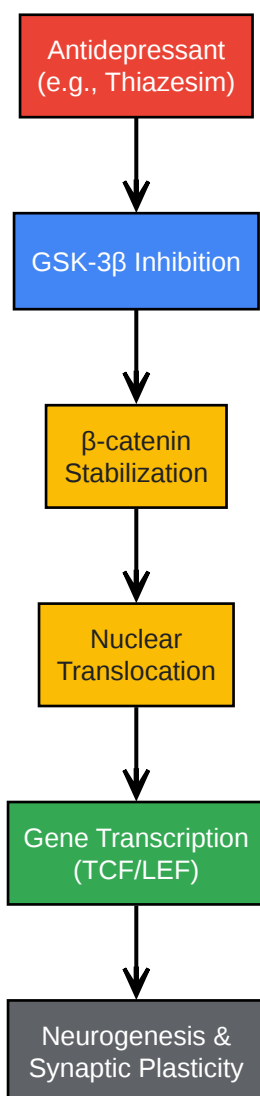 Antidepressant
(e.g., Thiazesim)
GSK-3β Inhibition
β-catenin
Stabilization
Nuclear
Translocation
Gene Transcription
(TCF/LEF)
Neurogenesis &
Synaptic Plasticity